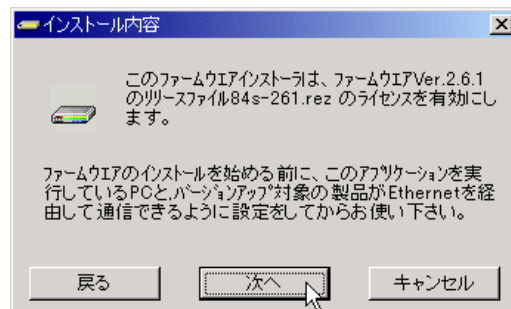 インストール内容
このファームウエアインストーラは、ファームウエアVer.2.6.1
のリリースファイル84s-261.rez のライセンスを有効にし
ます。
ファームウエアのインストールを始める前に、このアプリケーションを実
行しているPCと,バージョンアップ対象の製品がEthernetを経
由して通信できるように設定をしてからお使い下さい。
戻る
次へ
キャンセル